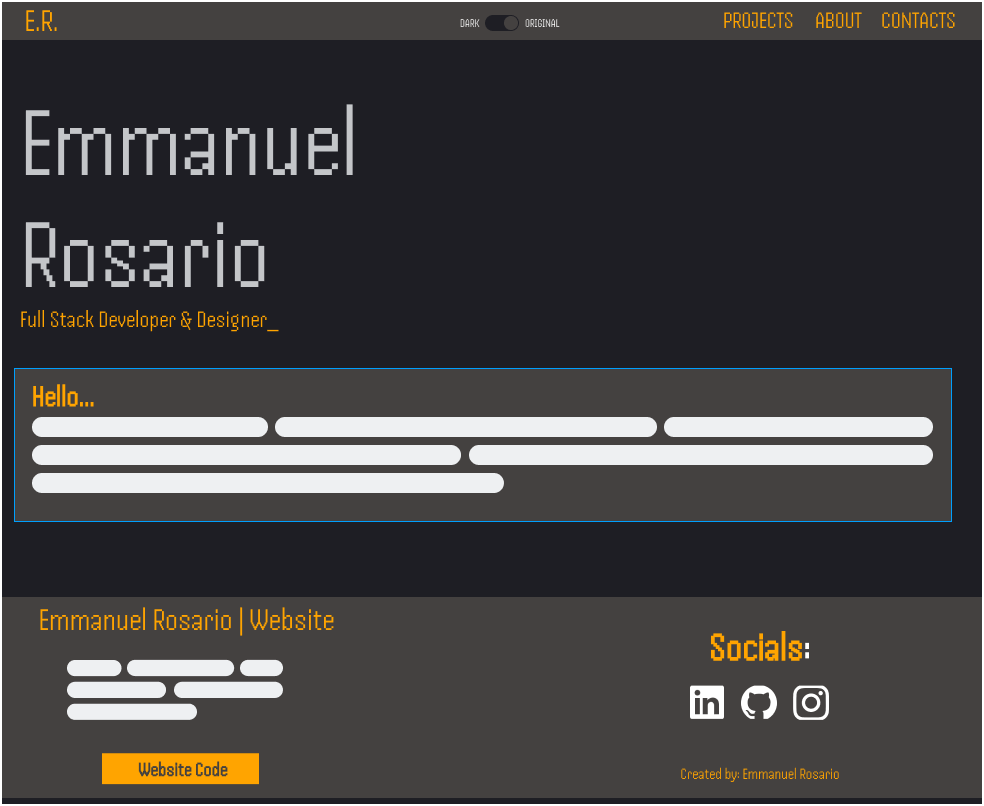 E.R.
DARK ORIGINAL
PROJECTS ABOUT CONTACTS
Emmanuel
Rosario
Full Stack Developer & Designer_
Hello...
Emmanuel Rosario | Website
Website Code
Socials:
in
Created by: Emmanuel Rosario